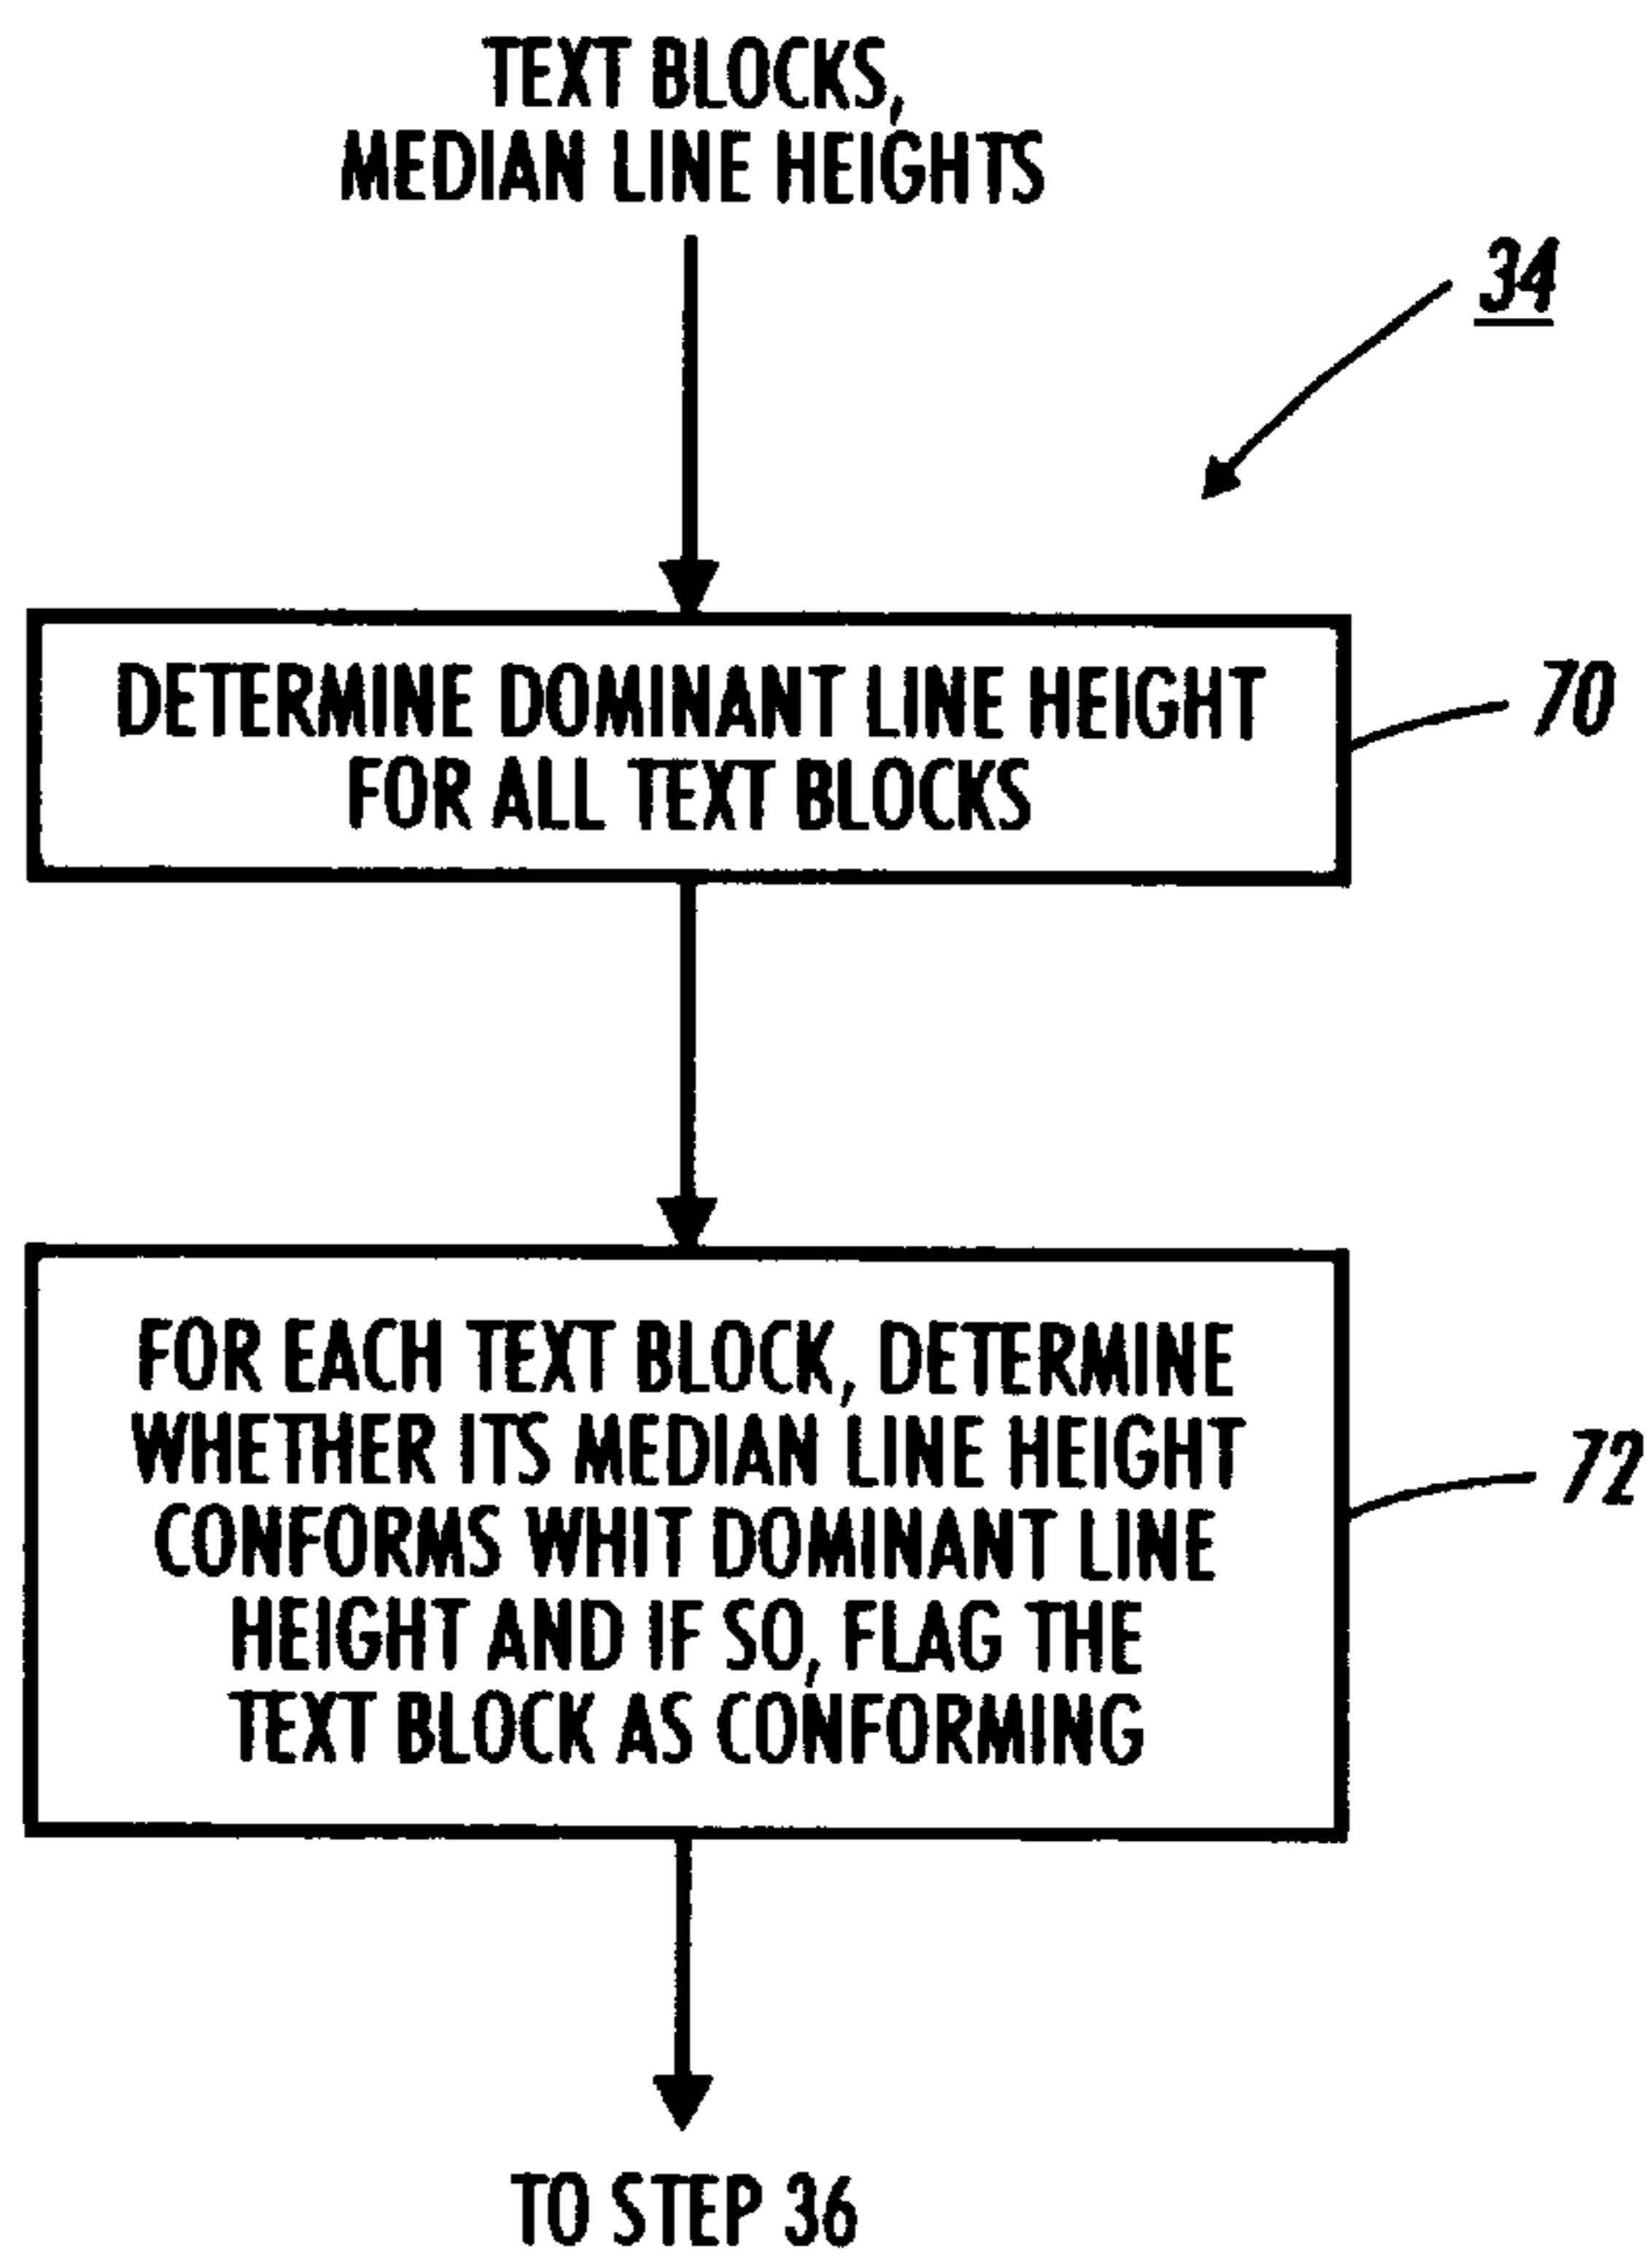 TEXT BLOCKS,
MEDIAN LINE HEIGHTS
34
DETERMINE DOMINANT LINE HEIGHT
FOR ALL TEXT BLOCKS
70
FOR EACH TEXT BLOCK, DETERMINE
WHETHER ITS MEDIAN LINE HEIGHT
CONFORMS WHIT DOMINANT LINE
HEIGHT AND IF SO, FLAG THE
TEXT BLOCK AS CONFORMING
72
TO STEP 36